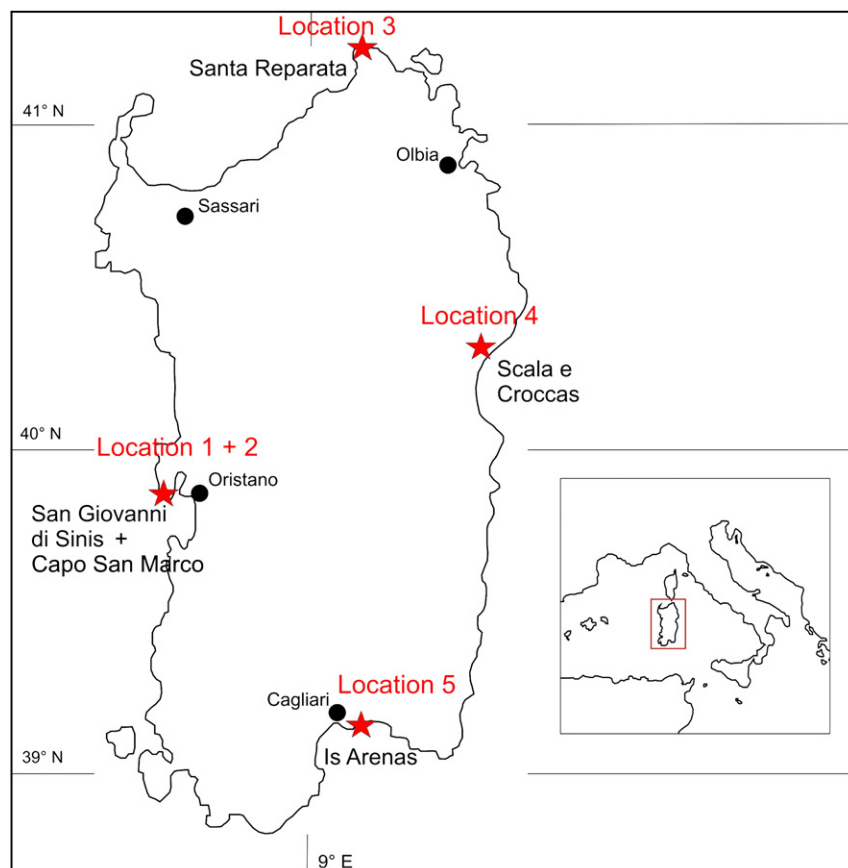 Location 3
Santa Reparata
41° N
Olbia
Sassari
Location 4
Scala e
Croccas
40° N
Location 1 + 2
Oristano
San Giovanni
di Sinis +
Capo San Marco
Location 5
Cagliari
Is Arenas
39° N
9° E